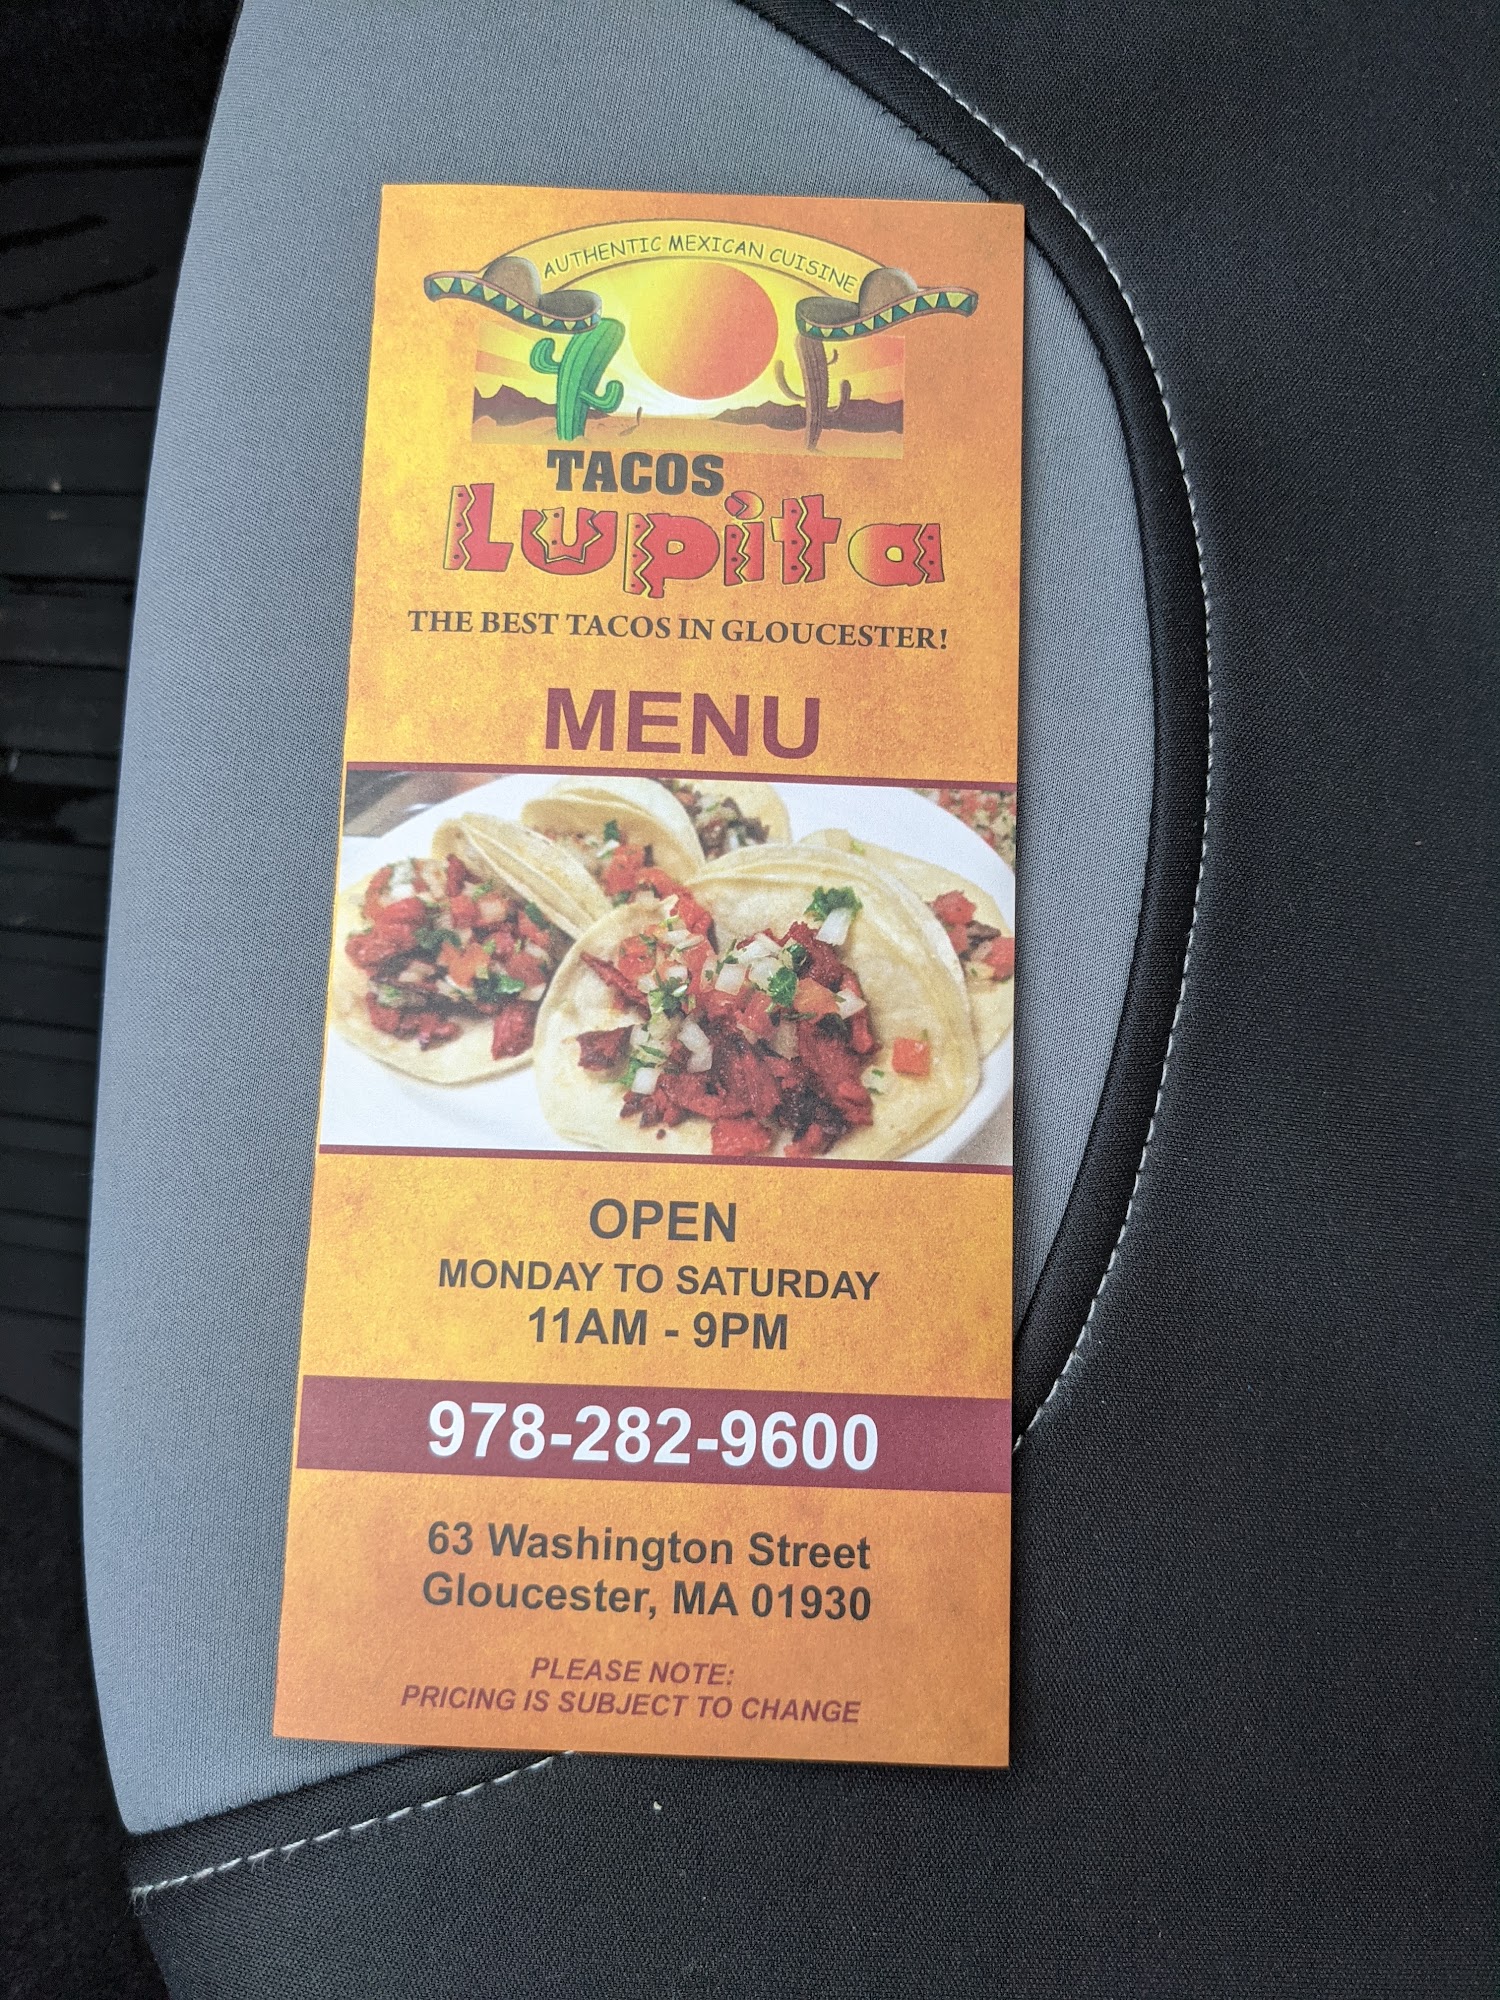 AUTHENTIC MEXICAN CUISINE
TACOS
Lupita
THE BEST TACOS IN GLOUCESTER!
MENU
OPEN
MONDAY TO SATURDAY
11AM - 9PM
978-282-9600
63 Washington Street
Gloucester, MA 01930
PLEASE NOTE:
PRICING IS SUBJECT TO CHANGE